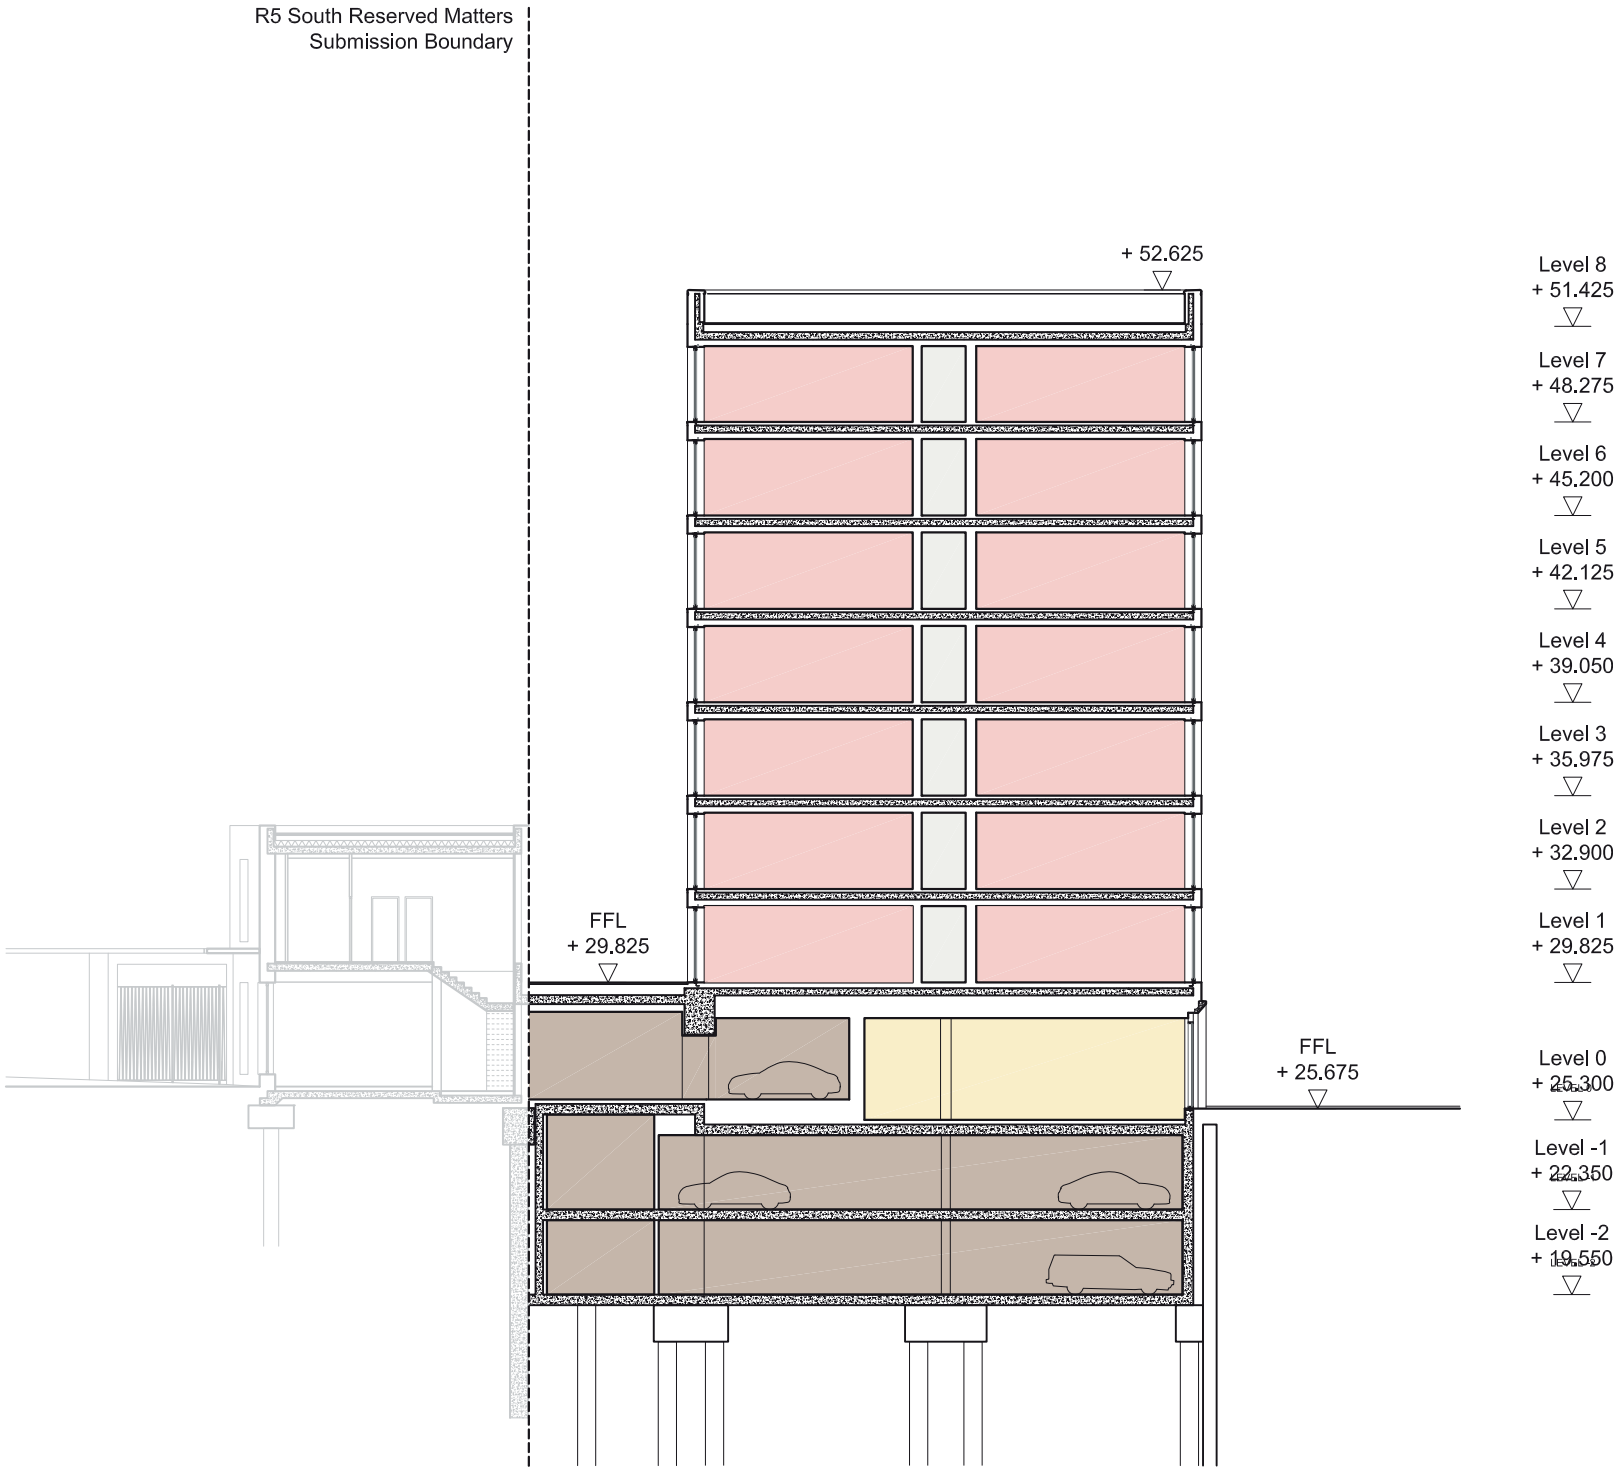 R5 South Reserved Matters
Submission Boundary
+ 52.625
Level 8
+ 51.425
Level 7
+ 48.275
Level 6
+ 45.200
Level 5
+ 42.125
Level 4
+ 39.050
Level 3
+ 35.975
Level 2
+ 32.900
FFL
+ 29.825
Level 1
+ 29.825
FFL
+ 25.675
Level 0
+ 25.300
Level -1
+ 22.350
Level -2
+ 19.550